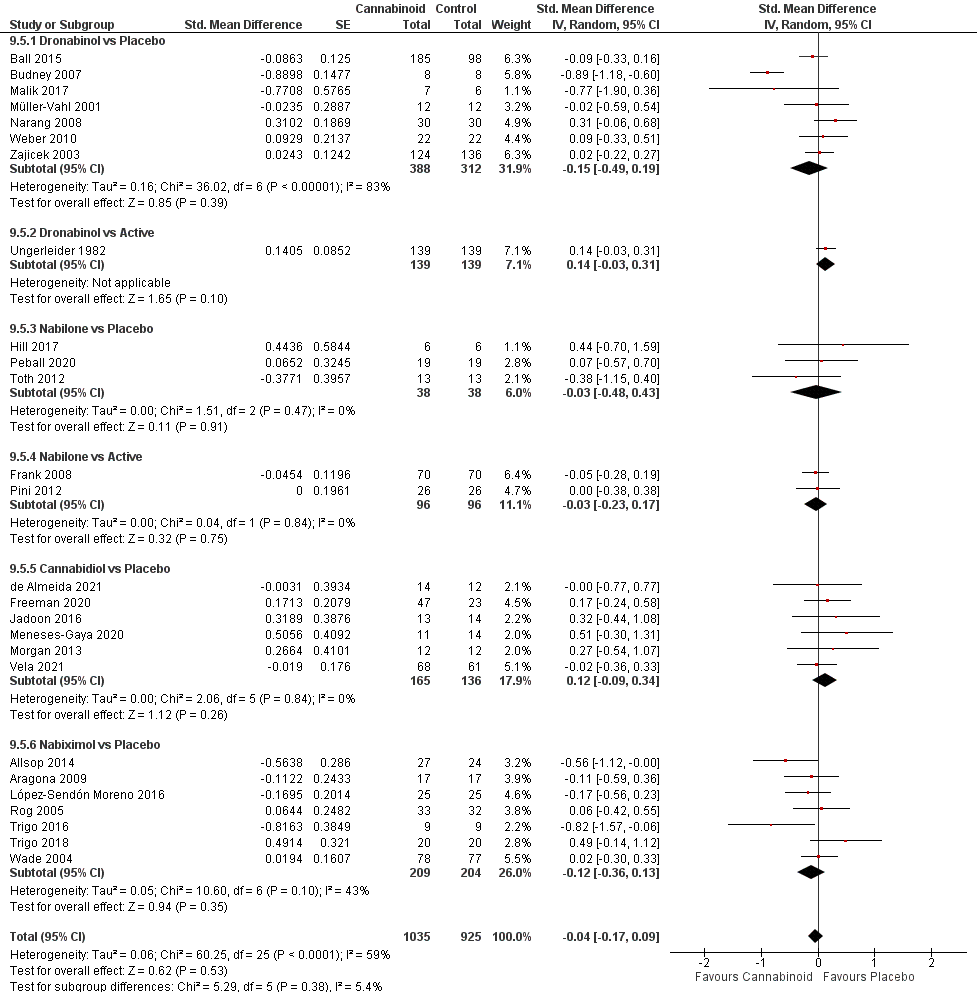 Cannabinoid Control Std. Mean Difference Std. Mean Difference
Study or Subgroup Std. Mean Difference SE Total Total Weight IV, Random, 95% CI IV, Random, 95% CI
9.5.1 Dronabinol vs Placebo
Ball 2015 -0.0863 0.125 185 98 6.3% -0.09 [-0.33, 0.16]
Budney 2007 -0.8898 0.1477 8 8 5.8% -0.89 [-1.18, -0.60]
Malik 2017 -0.7708 0.5765 7 6 1.1% -0.77 [-1.90, 0.36]
Müller-Vahl 2001 -0.0235 0.2887 12 12 3.2% -0.02 [-0.59, 0.54]
Narang 2008 0.3102 0.1869 30 30 4.9% 0.31 [-0.06, 0.68]
Weber 2010 0.0929 0.2137 22 22 4.4% 0.09 [-0.33, 0.51]
Zajicek 2003 0.0243 0.1242 124 136 6.3% 0.02 [-0.22, 0.27]
Subtotal (95% CI) 388 312 31.9% -0.15 [-0.49, 0.19]
Heterogeneity: Tau² = 0.16; Chi² = 36.02, df = 6 (P < 0.00001); I² = 83%
Test for overall effect: Z = 0.85 (P = 0.39)
9.5.2 Dronabinol vs Active
Ungerleider 1982 0.1405 0.0852 139 139 7.1% 0.14 [-0.03, 0.31]
Subtotal (95% CI) 139 139 7.1% 0.14 [-0.03, 0.31]
Heterogeneity: Not applicable
Test for overall effect: Z = 1.65 (P = 0.10)
9.5.3 Nabilone vs Placebo
Hill 2017 0.4436 0.5844 6 6 1.1% 0.44 [-0.70, 1.59]
Peball 2020 0.0652 0.3245 19 19 2.8% 0.07 [-0.57, 0.70]
Toth 2012 -0.3771 0.3957 13 13 2.1% -0.38 [-1.15, 0.40]
Subtotal (95% CI) 38 38 6.0% -0.03 [-0.48, 0.43]
Heterogeneity: Tau² = 0.00; Chi² = 1.51, df = 2 (P = 0.47); I² = 0%
Test for overall effect: Z = 0.11 (P = 0.91)
9.5.4 Nabilone vs Active
Frank 2008 -0.0454 0.1196 70 70 6.4% -0.05 [-0.28, 0.19]
Pini 2012 0 0.1961 26 26 4.7% 0.00 [-0.38, 0.38]
Subtotal (95% CI) 96 96 11.1% -0.03 [-0.23, 0.17]
Heterogeneity: Tau² = 0.00; Chi² = 0.04, df = 1 (P = 0.84); I² = 0%
Test for overall effect: Z = 0.32 (P = 0.75)
9.5.5 Cannabidiol vs Placebo
de Almeida 2021 -0.0031 0.3934 14 12 2.1% -0.00 [-0.77, 0.77]
Freeman 2020 0.1713 0.2079 47 23 4.5% 0.17 [-0.24, 0.58]
Jadoon 2016 0.3189 0.3876 13 14 2.2% 0.32 [-0.44, 1.08]
Meneses-Gaya 2020 0.5056 0.4092 11 14 2.0% 0.51 [-0.30, 1.31]
Morgan 2013 0.2664 0.4101 12 12 2.0% 0.27 [-0.54, 1.07]
Vela 2021 -0.019 0.176 68 61 5.1% -0.02 [-0.36, 0.33]
Subtotal (95% CI) 165 136 17.9% 0.12 [-0.09, 0.34]
Heterogeneity: Tau² = 0.00; Chi² = 2.06, df = 5 (P = 0.84); I² = 0%
Test for overall effect: Z = 1.12 (P = 0.26)
9.5.6 Nabiximol vs Placebo
Allsop 2014 -0.5638 0.286 27 24 3.2% -0.56 [-1.12, -0.00]
Aragona 2009 -0.1122 0.2433 17 17 3.9% -0.11 [-0.59, 0.36]
López-Sendón Moreno 2016 -0.1695 0.2014 25 25 4.6% -0.17 [-0.56, 0.23]
Rog 2005 0.0644 0.2482 33 32 3.8% 0.06 [-0.42, 0.55]
Trigo 2016 -0.8163 0.3849 9 9 2.2% -0.82 [-1.57, -0.06]
Trigo 2018 0.4914 0.321 20 20 2.8% 0.49 [-0.14, 1.12]
Wade 2004 0.0194 0.1607 78 77 5.5% 0.02 [-0.30, 0.33]
Subtotal (95% CI) 209 204 26.0% -0.12 [-0.36, 0.13]
Heterogeneity: Tau² = 0.05; Chi² = 10.60, df = 6 (P = 0.10); I² = 43%
Test for overall effect: Z = 0.94 (P = 0.35)
Total (95% CI) 1035 925 100.0% -0.04 [-0.17, 0.09]
Heterogeneity: Tau² = 0.06; Chi² = 60.25, df = 25 (P < 0.0001); I² = 59%
Test for overall effect: Z = 0.62 (P = 0.53)
Test for subgroup differences: Chi² = 5.29, df = 5 (P = 0.38), I² = 5.4%
-2 -1 0 1 2
Favours Cannabinoid Favours Placebo